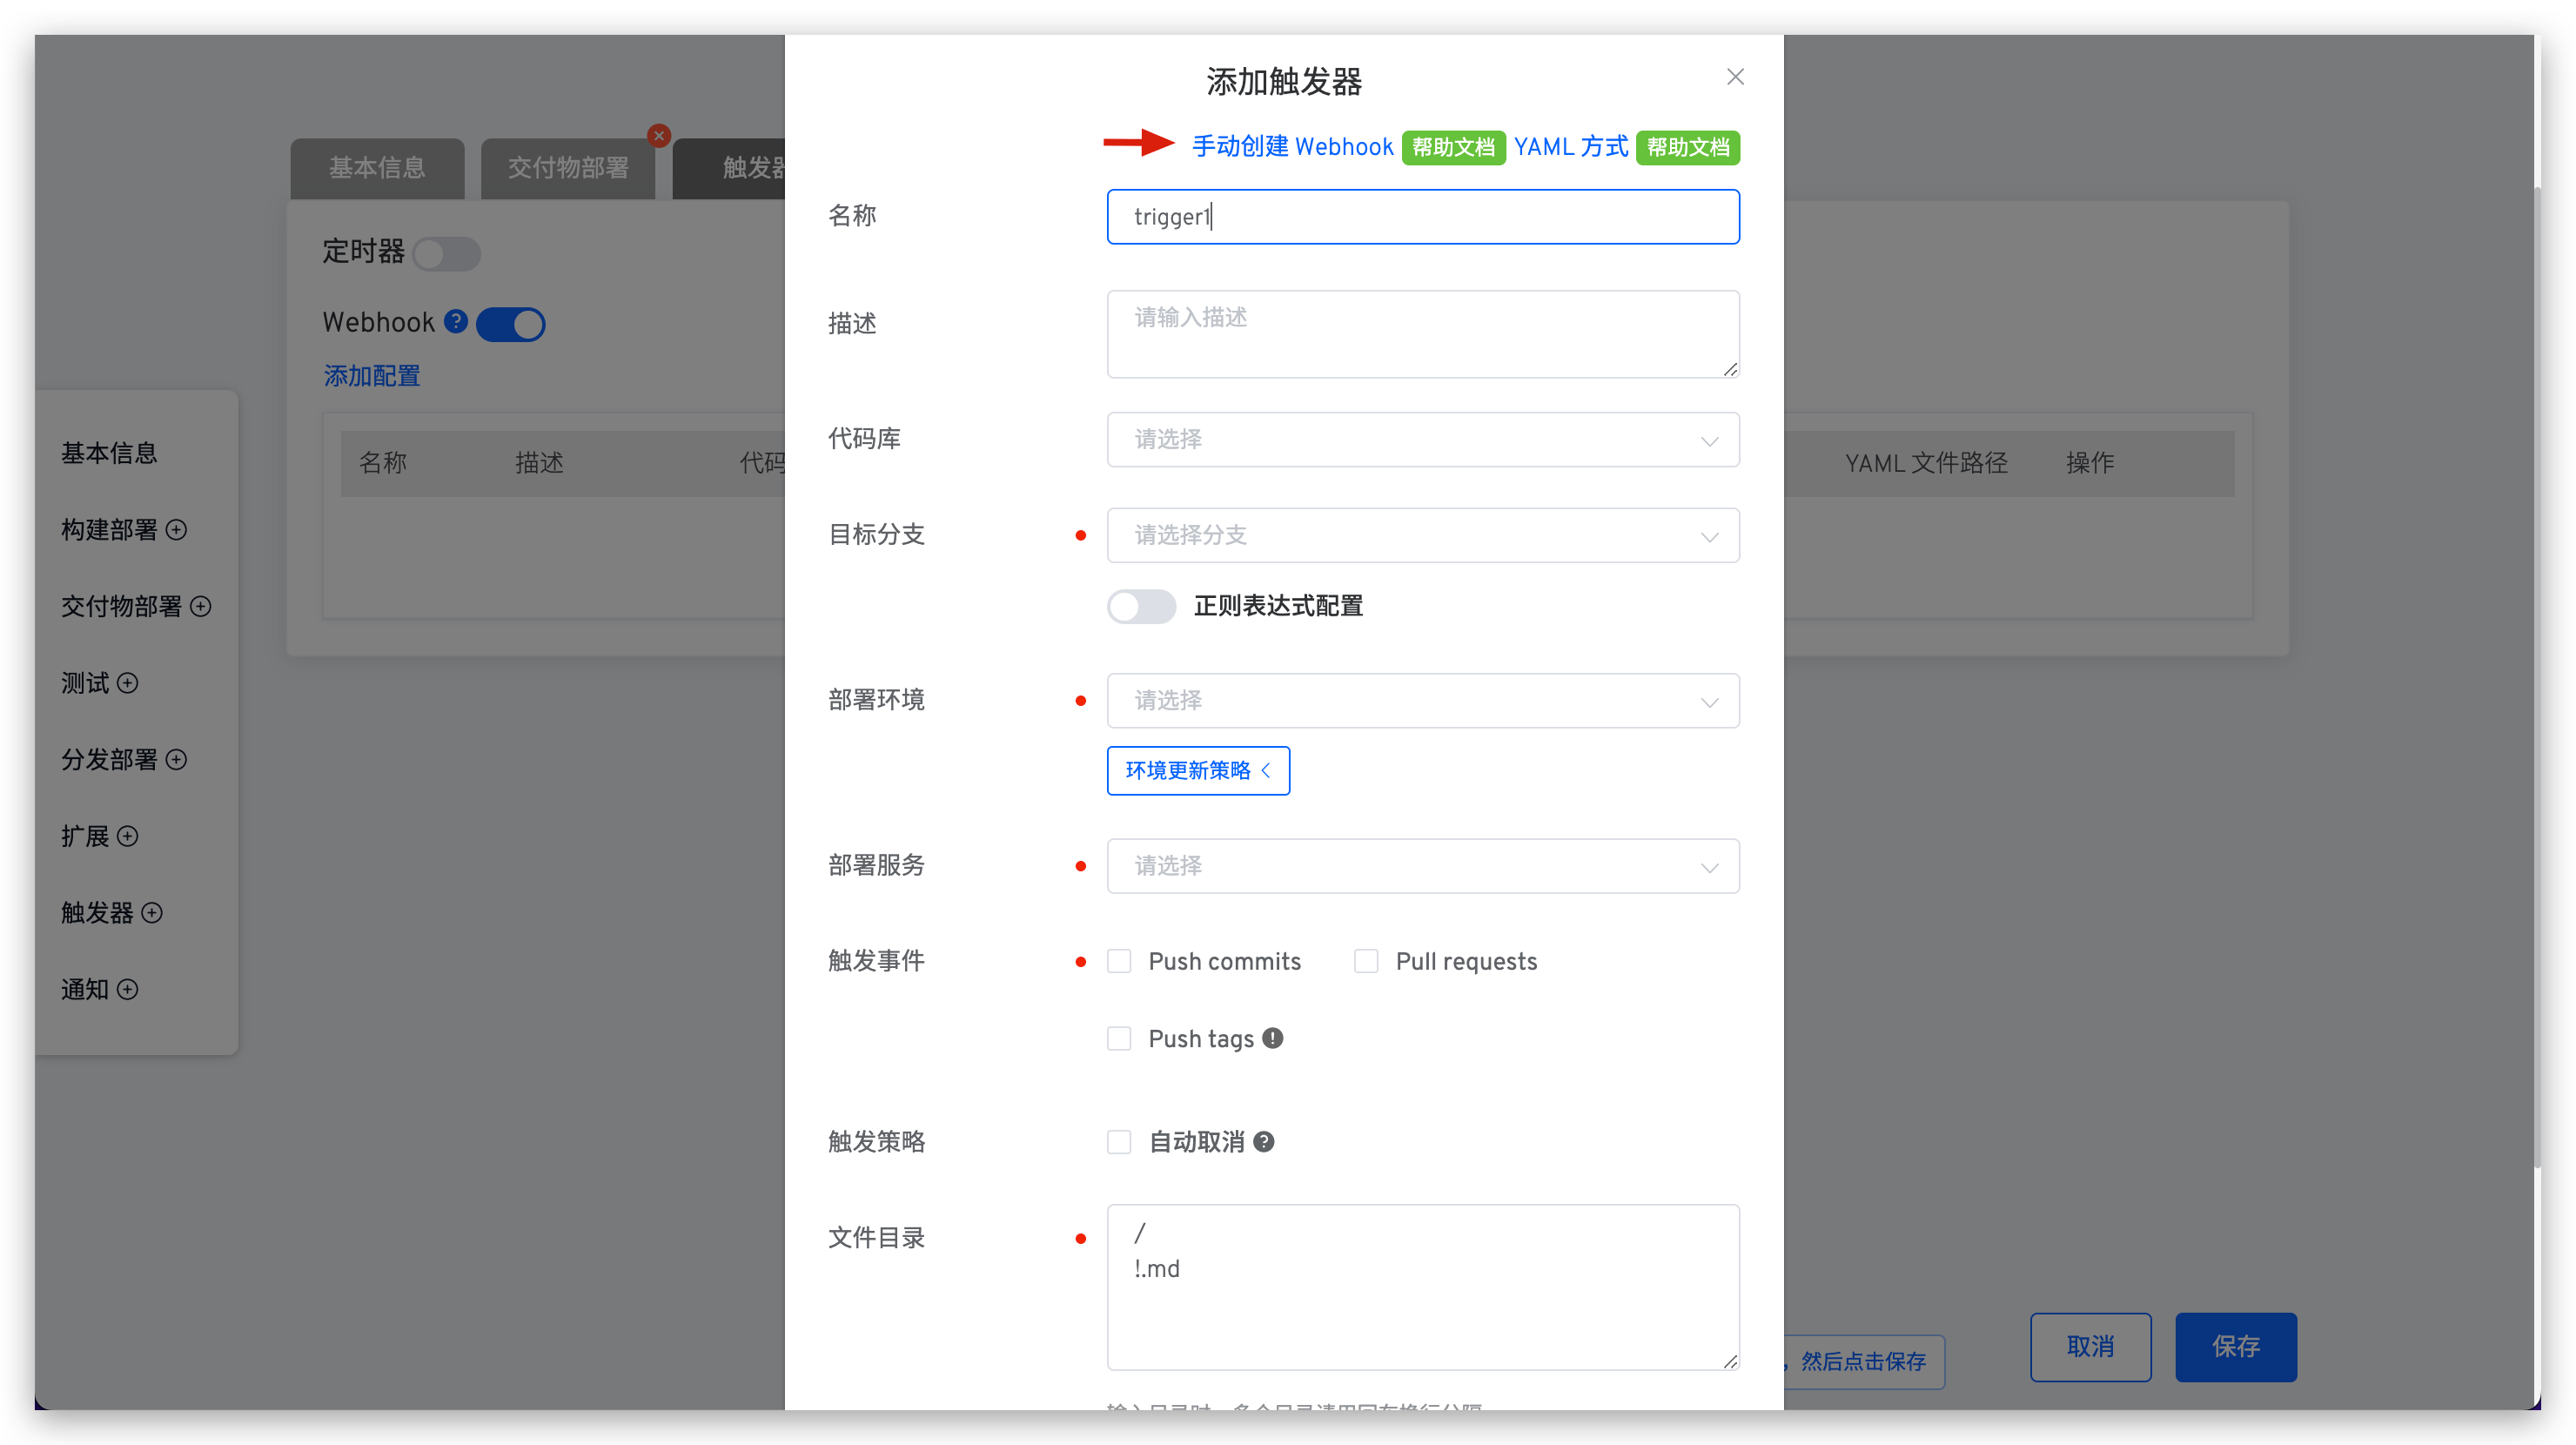 添加触发器
手动创建 Webhook 帮助文档 YAML 方式 帮助文档
基本信息 交付物部署 触发器
名称 trigger1
定时器
Webhook
描述 请输入描述
添加配置
代码库 请选择
名称 描述 代码 YAML 文件路径 操作
基本信息
构建部署
交付物部署
测试
分发部署
扩展
触发器
通知
目标分支 请选择分支
正则表达式配置
部署环境 请选择
环境更新策略
部署服务 请选择
触发事件 Push commits Pull requests
Push tags
触发策略 自动取消
文件目录 /
!.md
，然后点击保存 取消 保存